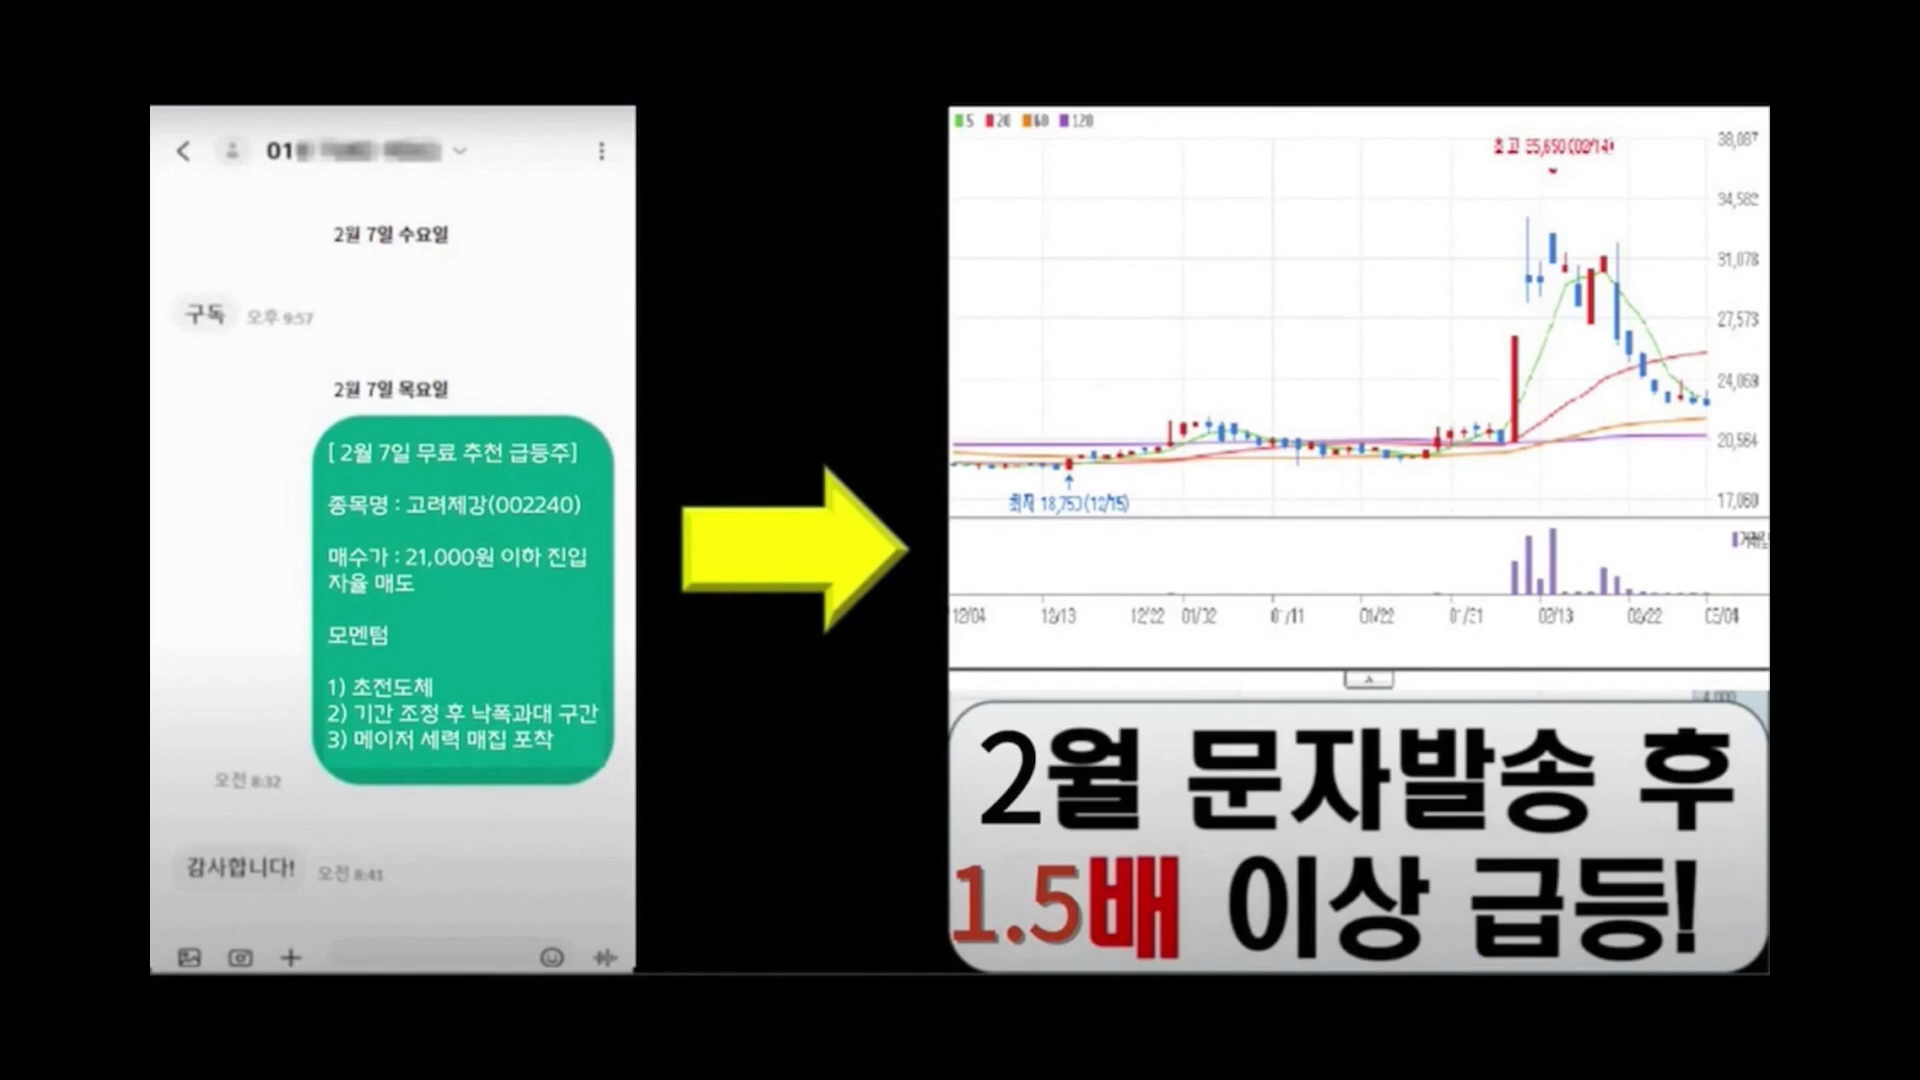 2월 7일 수요일
구독 오후 9:57
2월 7일 목요일
[ 2월 7일 무료 추천 급등주]
종목명 : 고려제강(002240)
매수가 : 21,000원 이하 진입
자율 매도
모멘텀
1) 초전도체
2) 기간 조정 후 낙폭과대 구간
3) 메이저 세력 매집 포착
오전 8:32
감사합니다! 오전 8:41
5 20 60 120
38,087
34,582
31,078
27,573
24,069
20,564
17,060
최저 18,750(12/15)
12/04 12/13 12/22 01/02 01/11 01/22 01/31 02/13 02/22
2월 문자발송 후
1.5배 이상 급등!